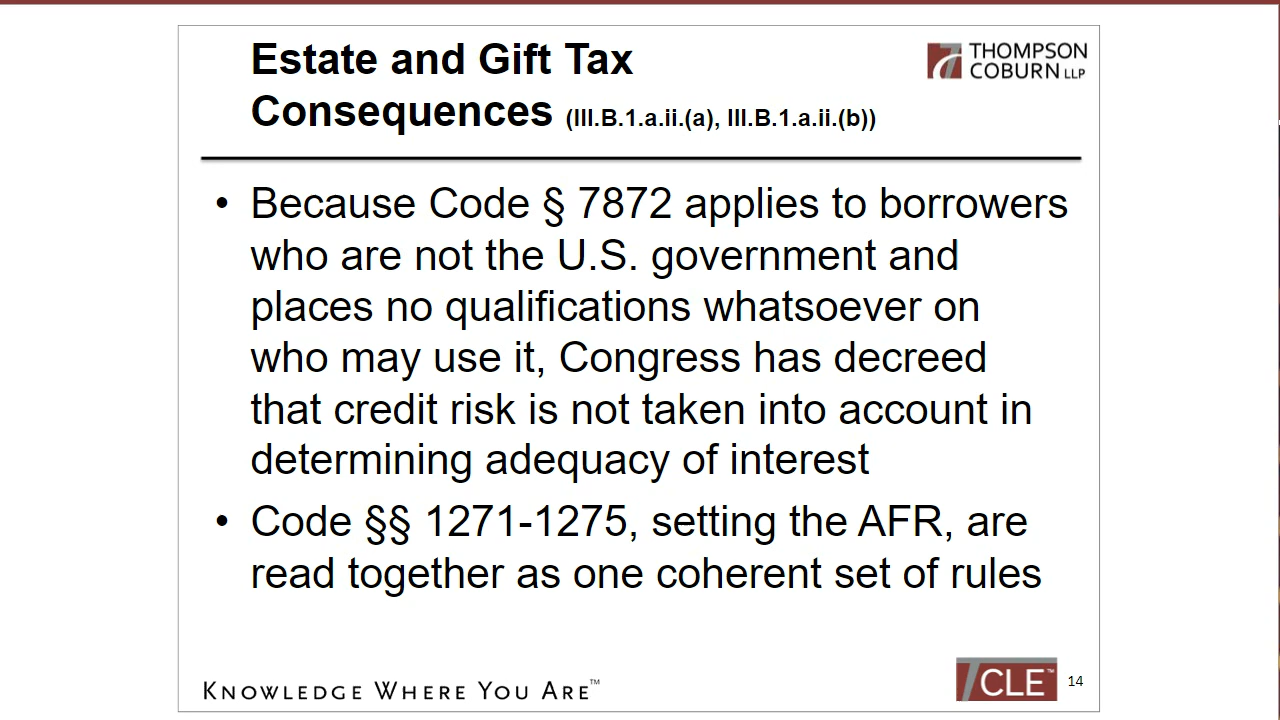 Estate and Gift Tax
Consequences (III.B.1.a.ii.(a), III.B.1.a.ii.(b))
THOMPSON
COBURN LLP
• Because Code § 7872 applies to borrowers
who are not the U.S. government and
places no qualifications whatsoever on
who may use it, Congress has decreed
that credit risk is not taken into account in
determining adequacy of interest
• Code §§ 1271-1275, setting the AFR, are
read together as one coherent set of rules
KNOWLEDGE WHERE YOU ARE™
CLE™
14